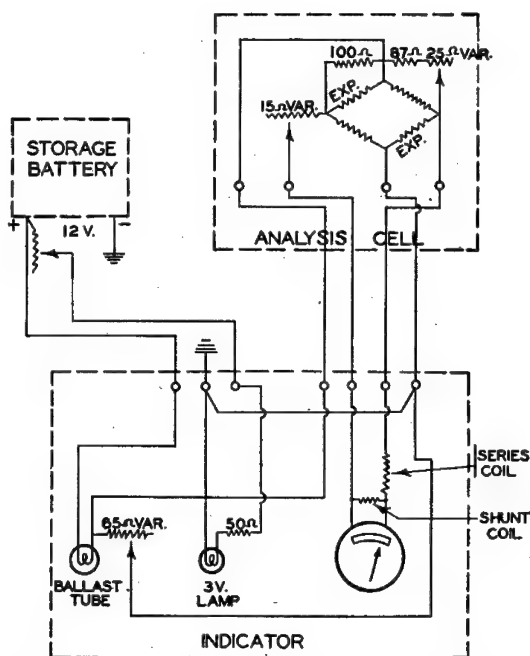 100Ω 87Ω 25Ω VAR.
EXP.
15Ω VAR.
EXP.
STORAGE
BATTERY
+ 12 V. -
ANALYSIS CELL
SERIES
COIL
SHUNT
COIL
65Ω VAR.
50Ω
BALLAST
TUBE
3V.
LAMP
INDICATOR